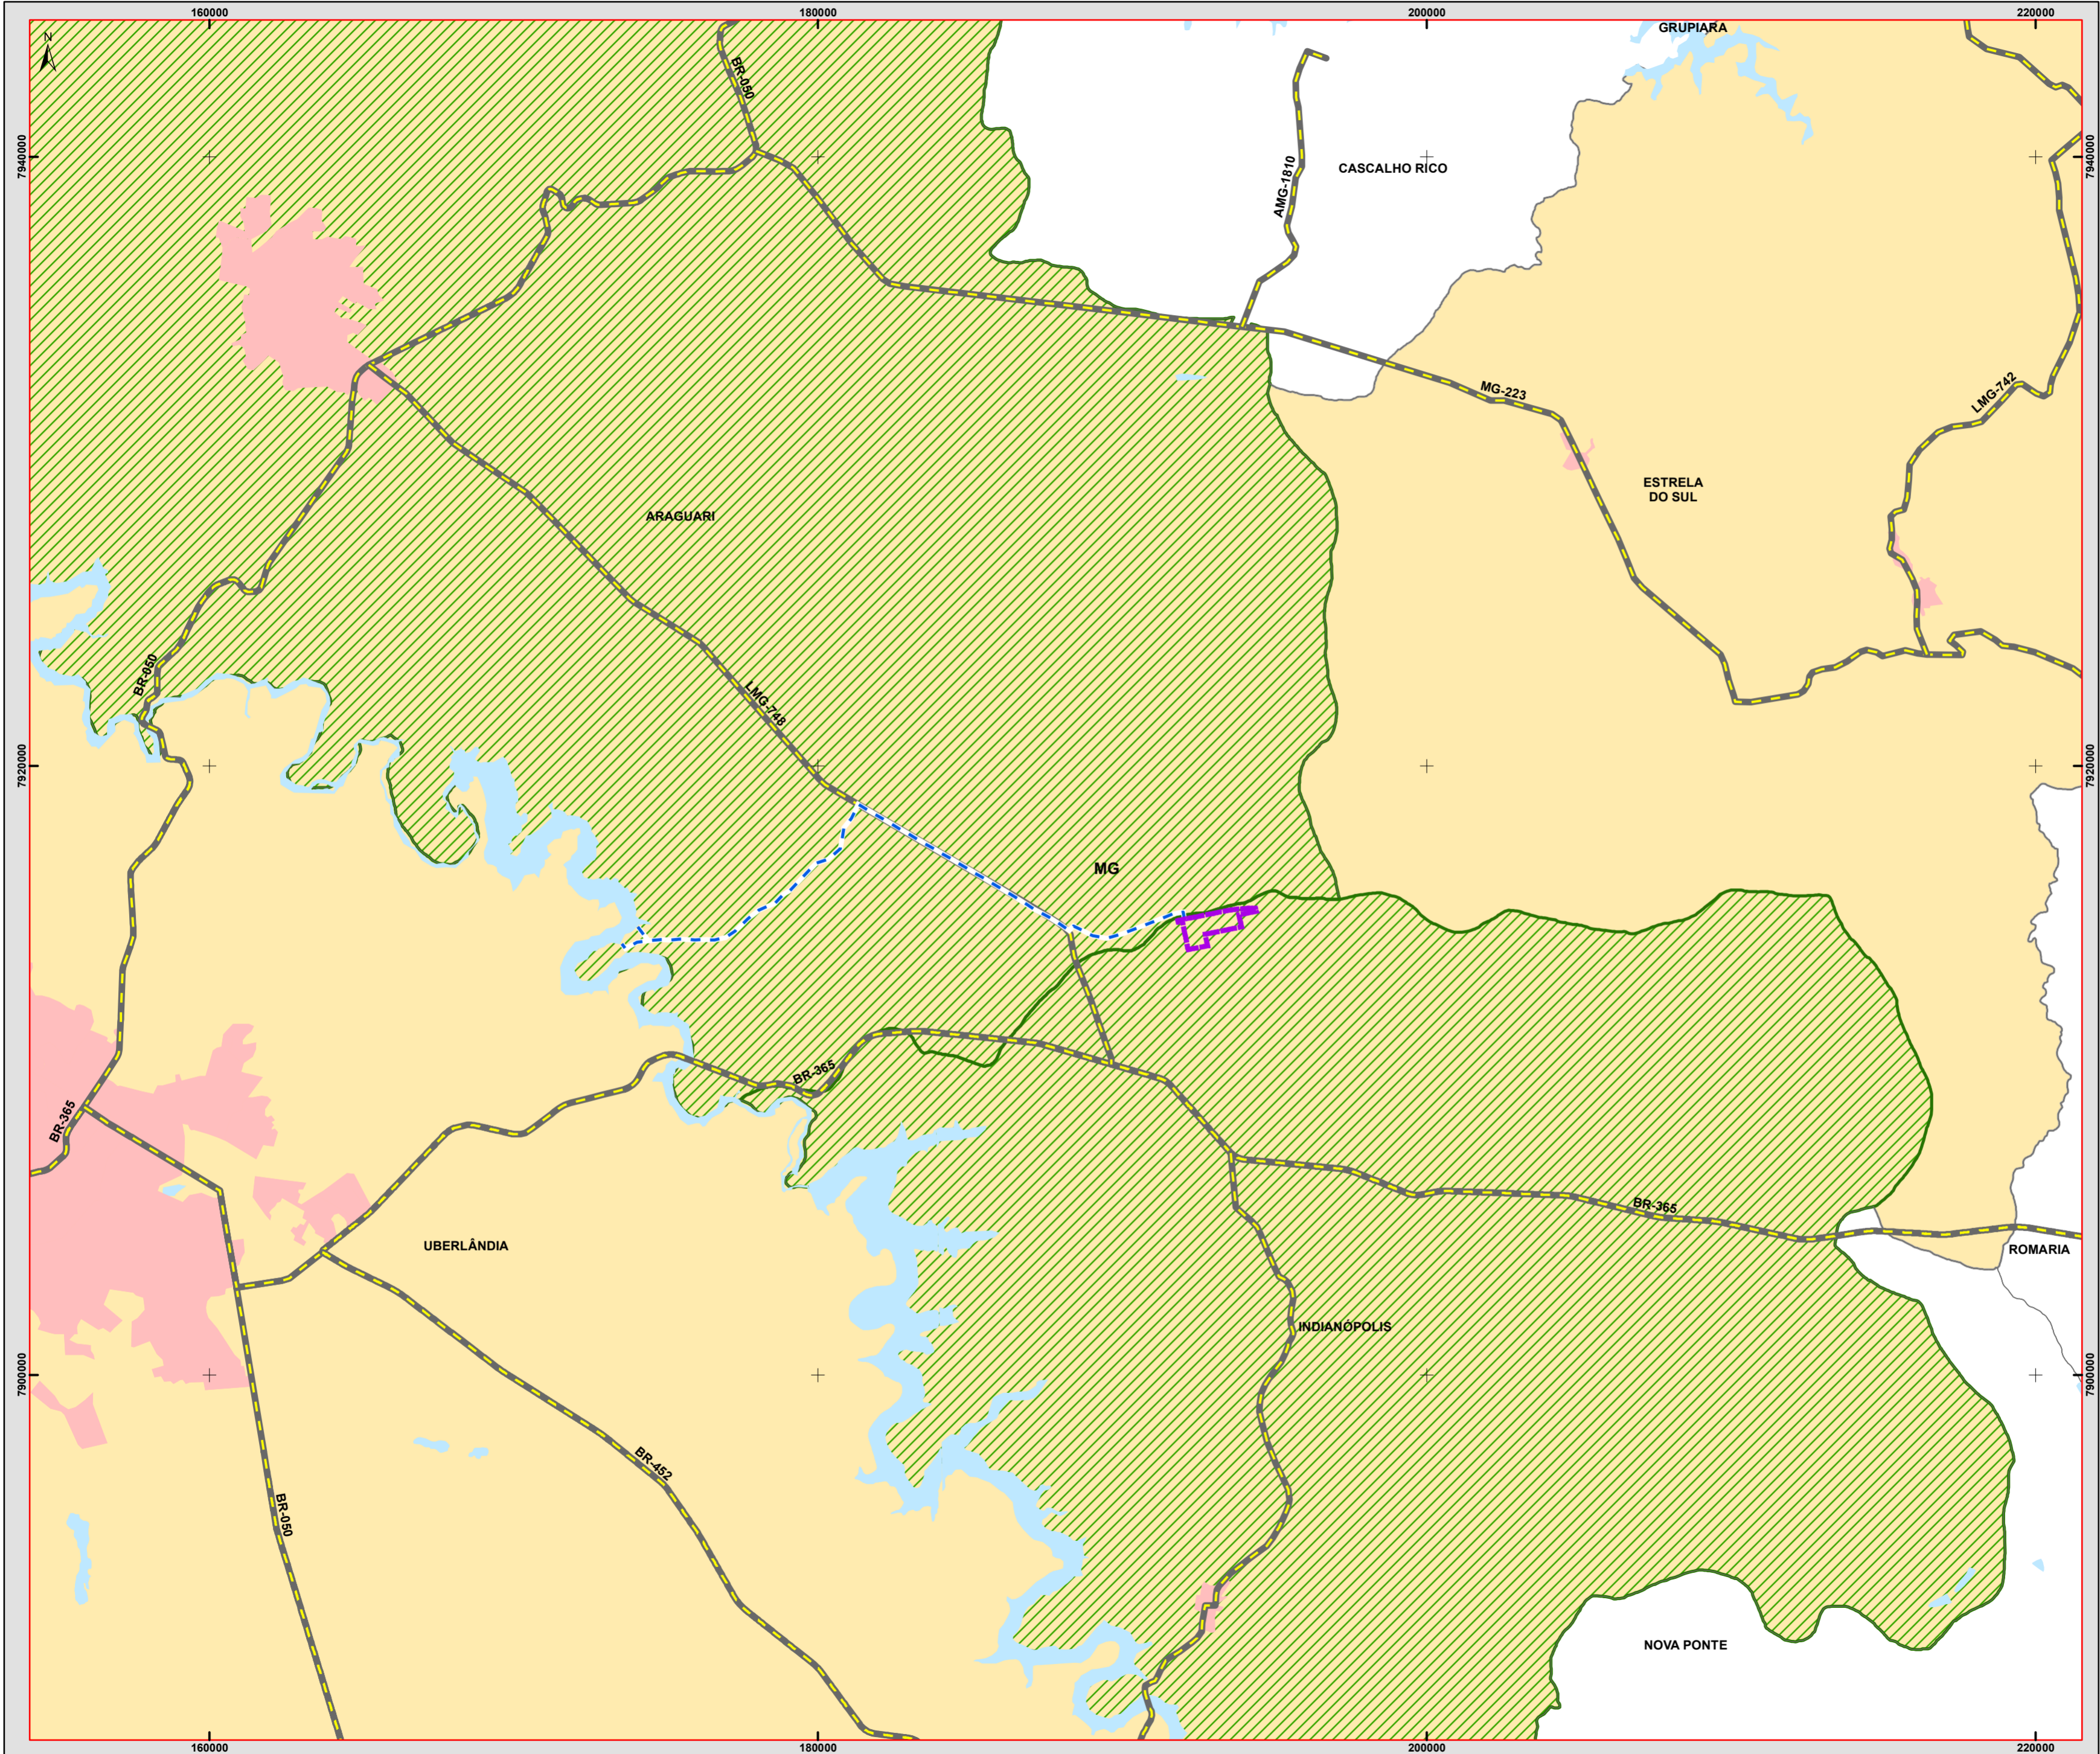 160000
180000
200000
220000
N
GRUPIARA
BR-050
7940000
7940000
CASCALHO RICO
AMG-1810
MG-223
LMG-742
ESTRELA
DO SUL
ARAGUARI
BR-050
LMG-748
7920000
7920000
MG
BR-365
BR-365
BR-365
UBERLÂNDIA
ROMARIA
INDIANÓPOLIS
7900000
7900000
BR-452
BR-050
NOVA PONTE
160000
180000
200000
220000